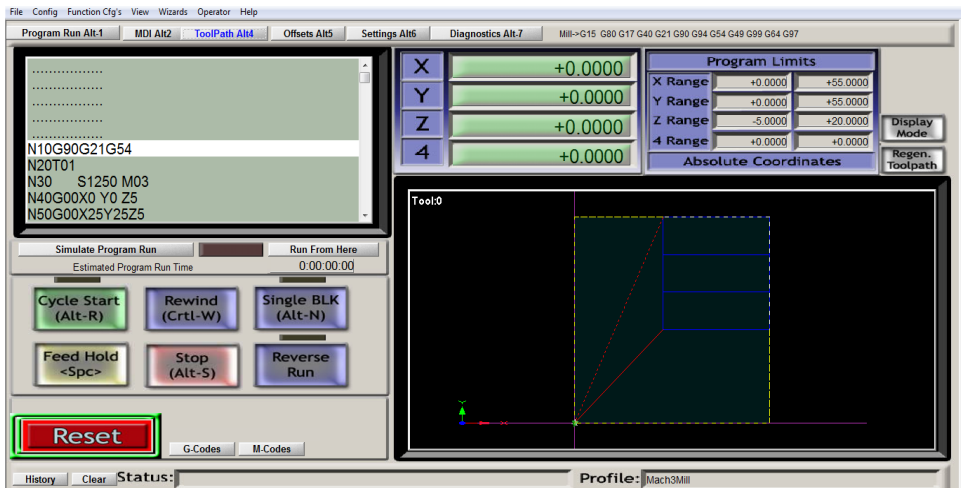 File Config Function Cfg's View Wizards Operator Help
Program Run Alt-1 MDI Alt2 ToolPath Alt4 Offsets Alt5 Settings Alt6 Diagnostics Alt-7 Mill->G15 G80 G17 G40 G21 G90 G94 G54 G49 G99 G64 G97
.................
.................
.................
.................
.................
N10G90G21G54
N20T01
N30 S1250 M03
N40G00X0 Y0 Z5
N50G00X25Y25Z5
X +0.0000
Y +0.0000
Z +0.0000
4 +0.0000
Program Limits
X Range +0.0000 +55.0000
Y Range +0.0000 +55.0000
Z Range -5.0000 +20.0000
4 Range +0.0000 +0.0000
Absolute Coordinates
Display
Mode
Regen.
Toolpath
Tool:0
Y
X
Simulate Program Run Run From Here
Estimated Program Run Time 0:00:00:00
Cycle Start
(Alt-R)
Rewind
(Crtl-W)
Single BLK
(Alt-N)
Feed Hold
<Spc>
Stop
(Alt-S)
Reverse
Run
Reset
G-Codes M-Codes
History Clear Status: Profile: Mach3Mill